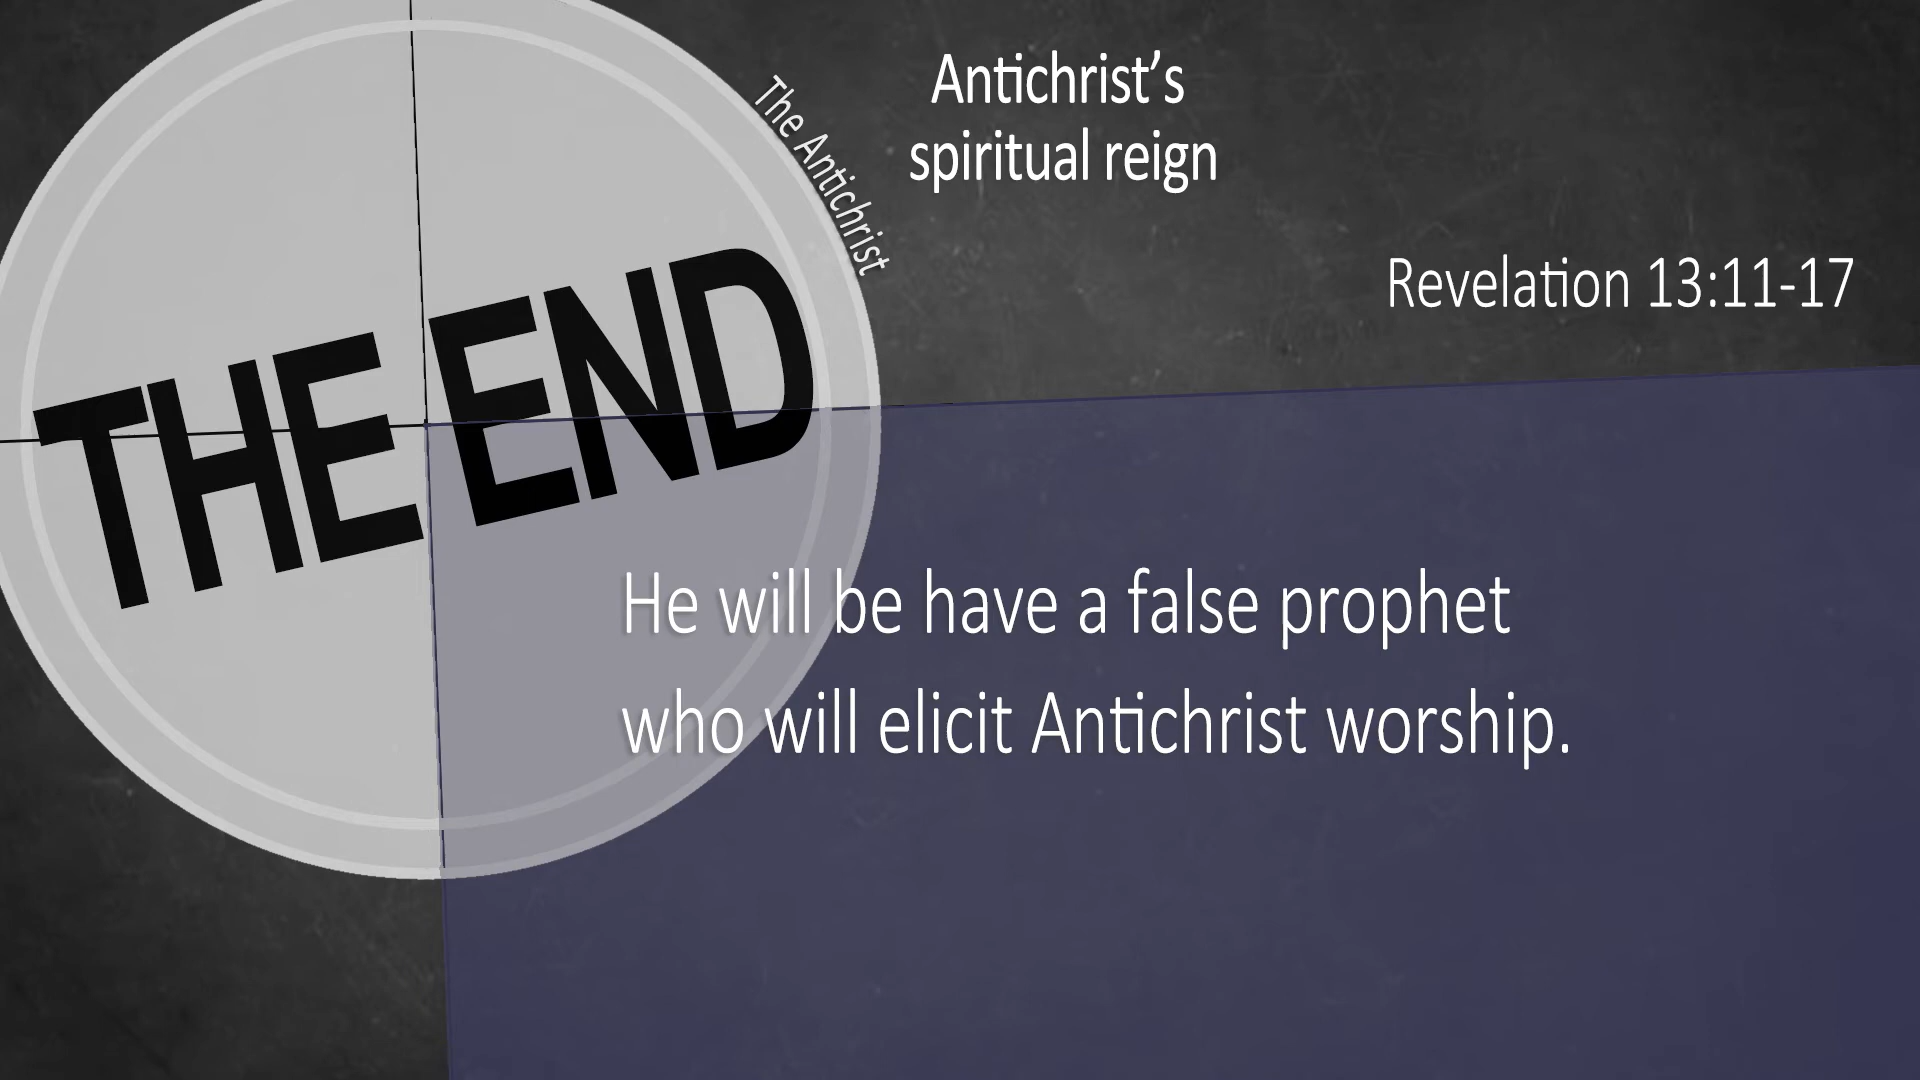 Antichrist’s
spiritual reign
The Antichrist
Revelation 13:11-17
THE END
He will be have a false prophet
who will elicit Antichrist worship.